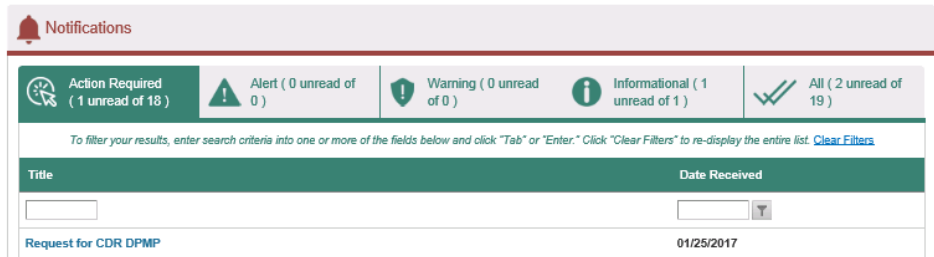 Notifications
Action Required
( 1 unread of 18 )
Alert ( 0 unread of
0 )
Warning ( 0 unread
of 0 )
Informational ( 1
unread of 1 )
All ( 2 unread of
19 )
To filter your results, enter search criteria into one or more of the fields below and click "Tab" or "Enter." Click "Clear Filters" to re-display the entire list. Clear Filters
Title Date Received
Request for CDR DPMP 01/25/2017